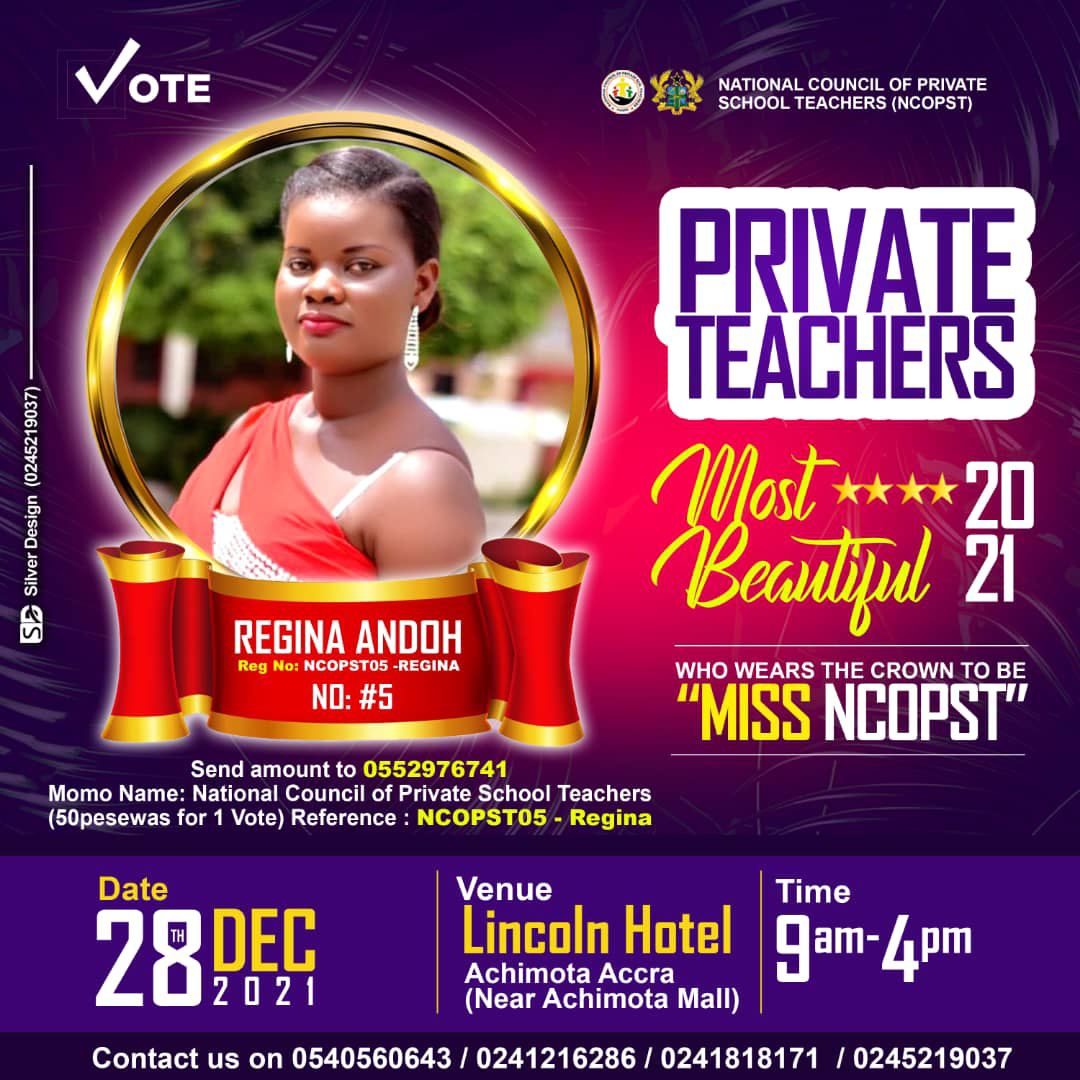 VOTE
NATIONAL COUNCIL OF PRIVATE
SCHOOL TEACHERS (NCOPST)
PRIVATE
TEACHERS
Most
Beautiful
20
21
WHO WEARS THE CROWN TO BE
“MISS NCOPST”
Silver Design (0245219037)
REGINA ANDOH
Reg No: NCOPST05 -REGINA
NO: #5
Send amount to 0552976741
Momo Name: National Council of Private School Teachers
(50pesewas for 1 Vote) Reference : NCOPST05 - Regina
Date
28TH DEC
2021
Venue
Lincoln Hotel
Achimota Accra
(Near Achimota Mall)
Time
9am-4pm
Contact us on 0540560643 / 0241216286 / 0241818171 / 0245219037